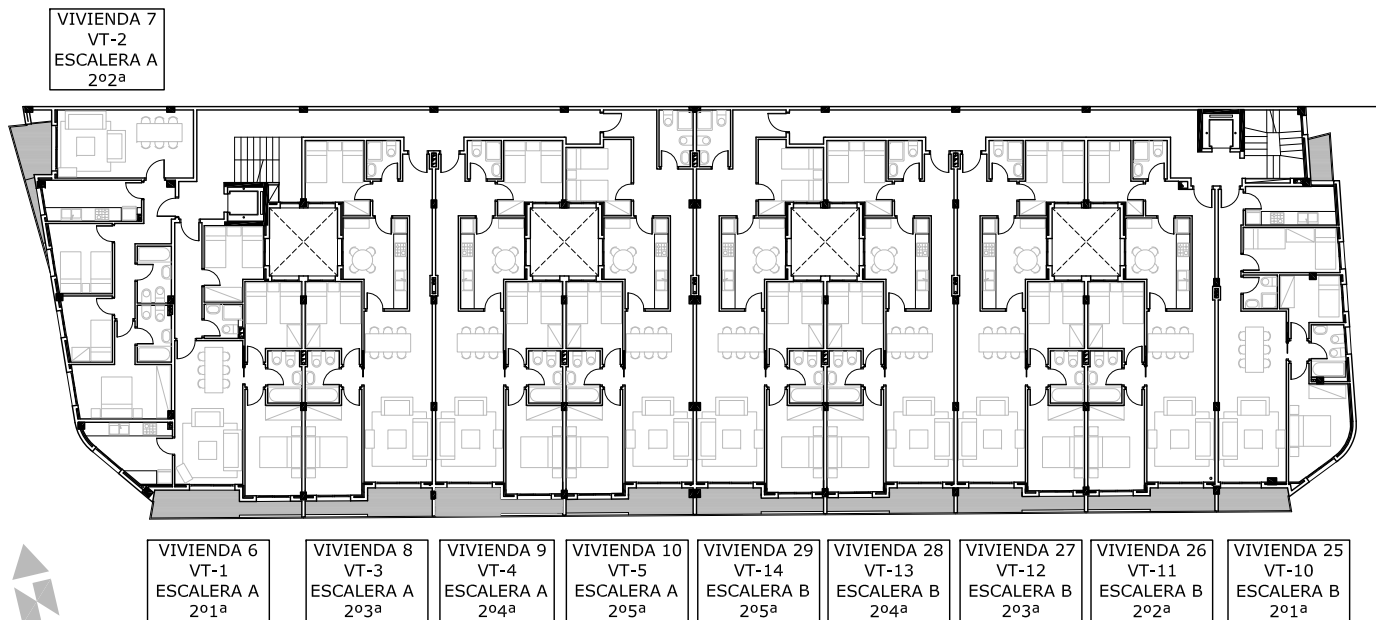 VIVIENDA 7
VT-2
ESCALERA A
2º2ª
VIVIENDA 6
VT-1
ESCALERA A
2º1ª
VIVIENDA 8
VT-3
ESCALERA A
2º3ª
VIVIENDA 9
VT-4
ESCALERA A
2º4ª
VIVIENDA 10
VT-5
ESCALERA A
2º5ª
VIVIENDA 29
VT-14
ESCALERA B
2º5ª
VIVIENDA 28
VT-13
ESCALERA B
2º4ª
VIVIENDA 27
VT-12
ESCALERA B
2º3ª
VIVIENDA 26
VT-11
ESCALERA B
2º2ª
VIVIENDA 25
VT-10
ESCALERA B
2º1ª